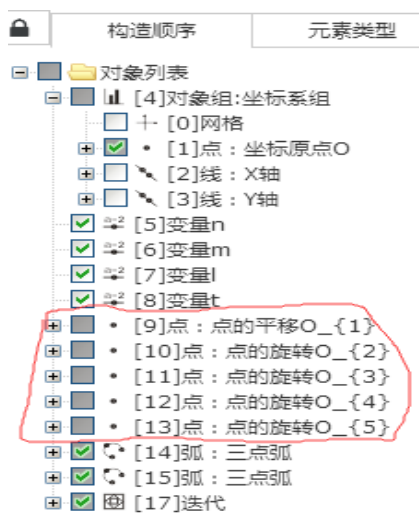 构造顺序 元素类型
对象列表
[4]对象组:坐标系组
[0]网格
[1]点：坐标原点O
[2]线：X轴
[3]线：Y轴
[5]变量n
[6]变量m
[7]变量l
[8]变量t
[9]点：点的平移O_{1}
[10]点：点的旋转O_{2}
[11]点：点的旋转O_{3}
[12]点：点的旋转O_{4}
[13]点：点的旋转O_{5}
[14]弧：三点弧
[15]弧：三点弧
[17]迭代